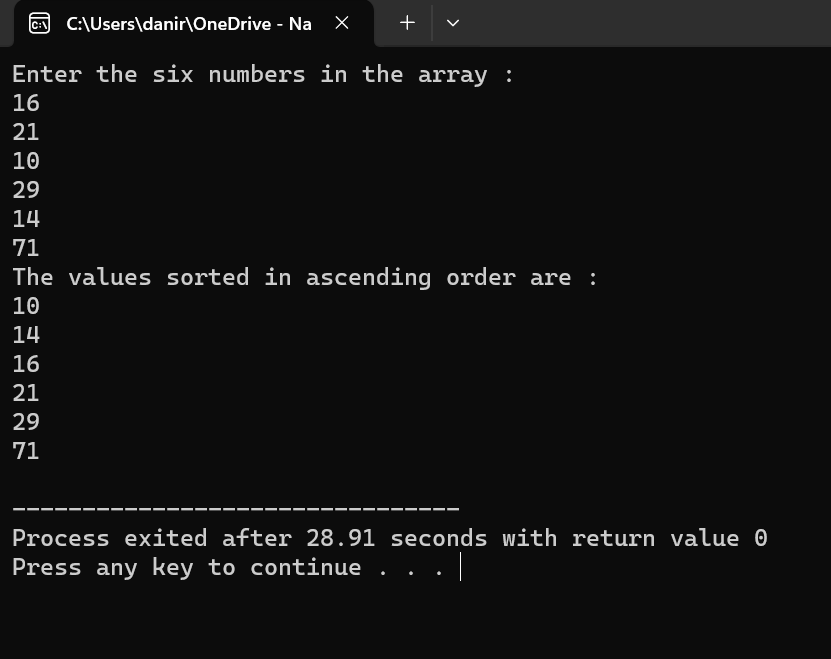 C:\Users\danir\OneDrive - Na
Enter the six numbers in the array :
16
21
10
29
14
71
The values sorted in ascending order are :
10
14
16
21
29
71
--------------------------------
Process exited after 28.91 seconds with return value 0
Press any key to continue . . .